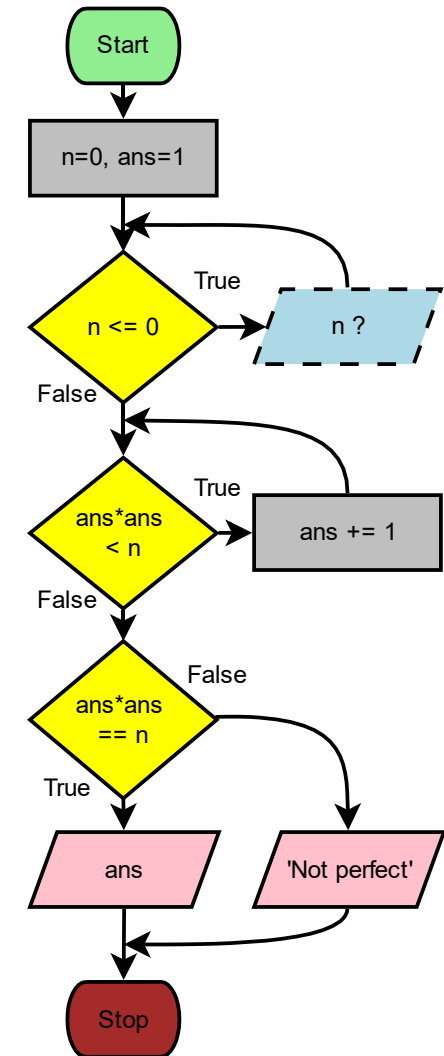 Start
n=0, ans=1
True
n <= 0
n ?
False
True
ans*ans
< n
ans += 1
False
False
ans*ans
== n
True
ans
'Not perfect'
Stop